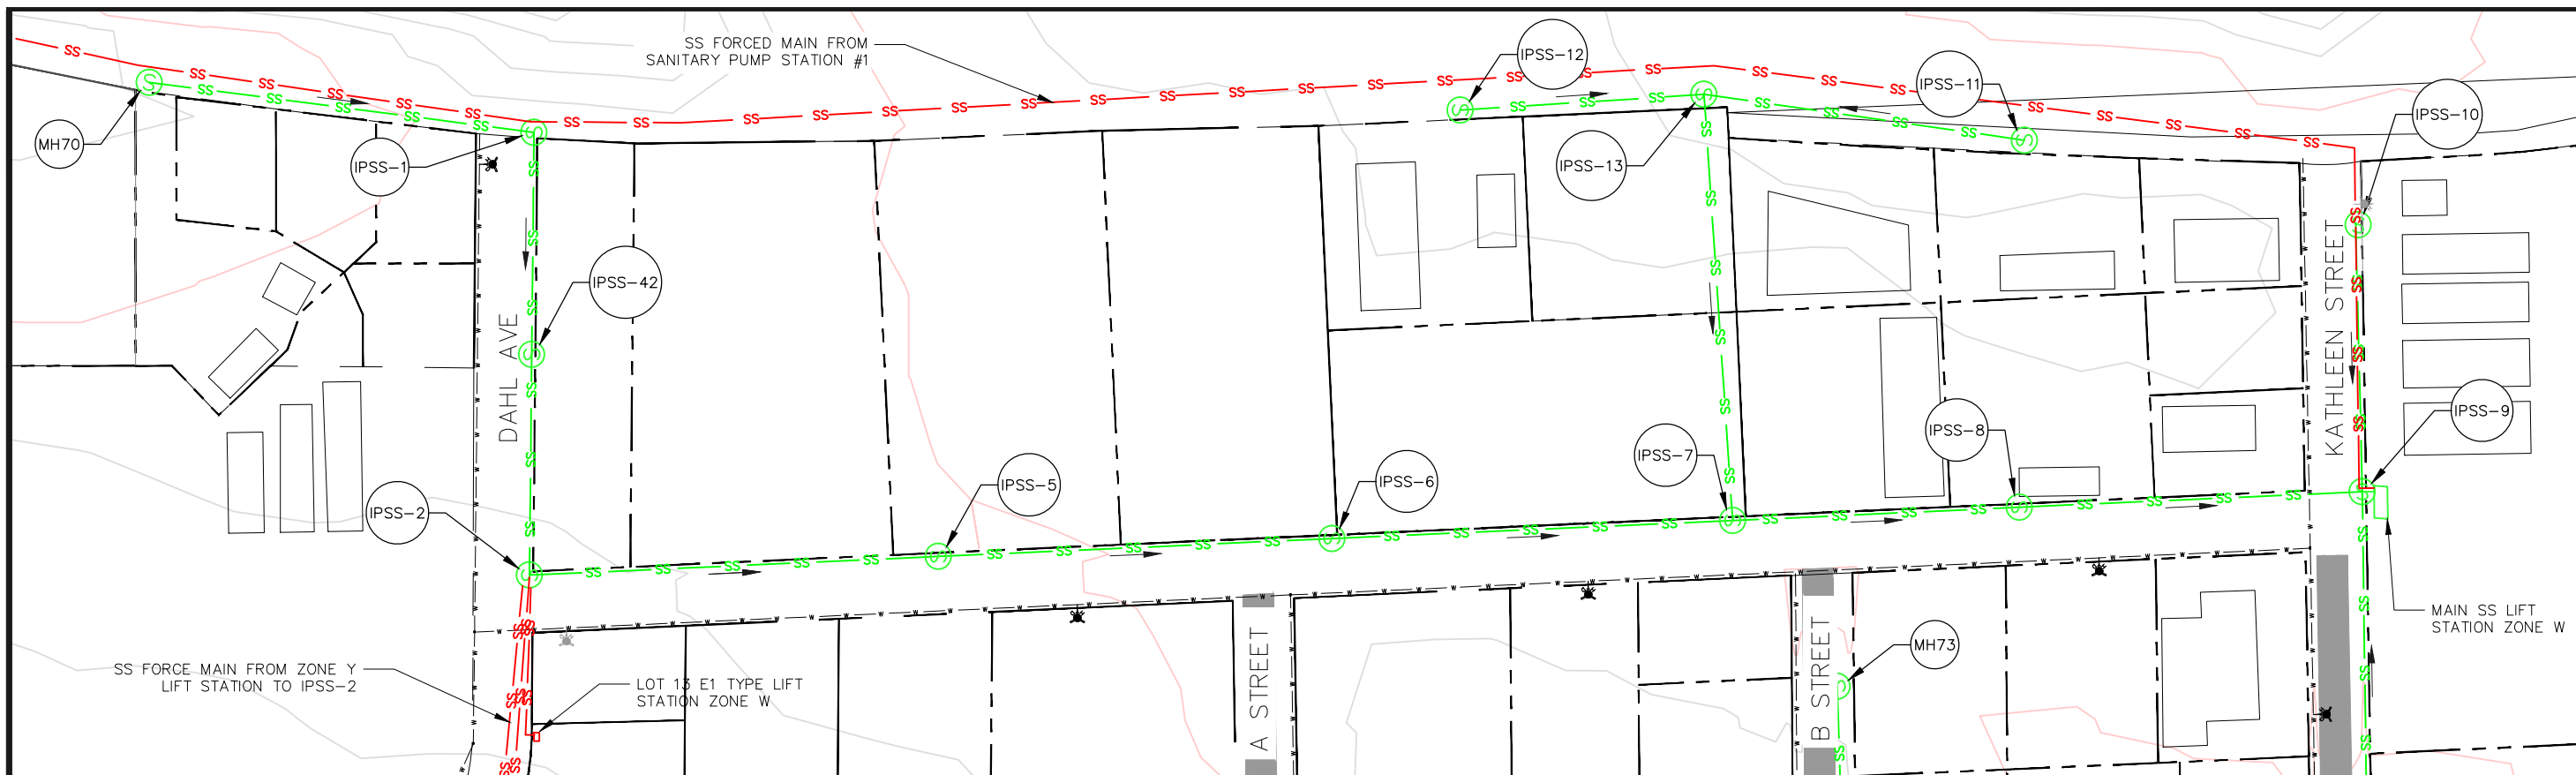 SS FORCED MAIN FROM
SANITARY PUMP STATION #1
IPSS-12
IPSS-11
IPSS-10
MH70
IPSS-1
IPSS-13
IPSS-42
DAHL AVE
KATHLEEN STREET
IPSS-2
IPSS-5
IPSS-6
IPSS-7
IPSS-8
IPSS-9
MAIN SS LIFT
STATION ZONE W
SS FORCE MAIN FROM ZONE Y
LIFT STATION TO IPSS-2
LOT 13 E1 TYPE LIFT
STATION ZONE W
A STREET
B STREET
MH73
SS
S
W